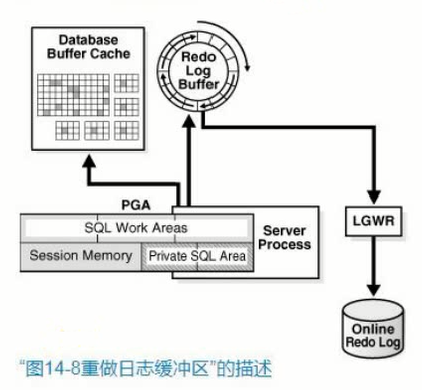 Database
Buffer Cache
Redo
Log
Buffer
PGA
SQL Work Areas
Session Memory
Private SQL Area
Server
Process
LGWR
Online
Redo Log
“图14-8重做日志缓冲区”的描述